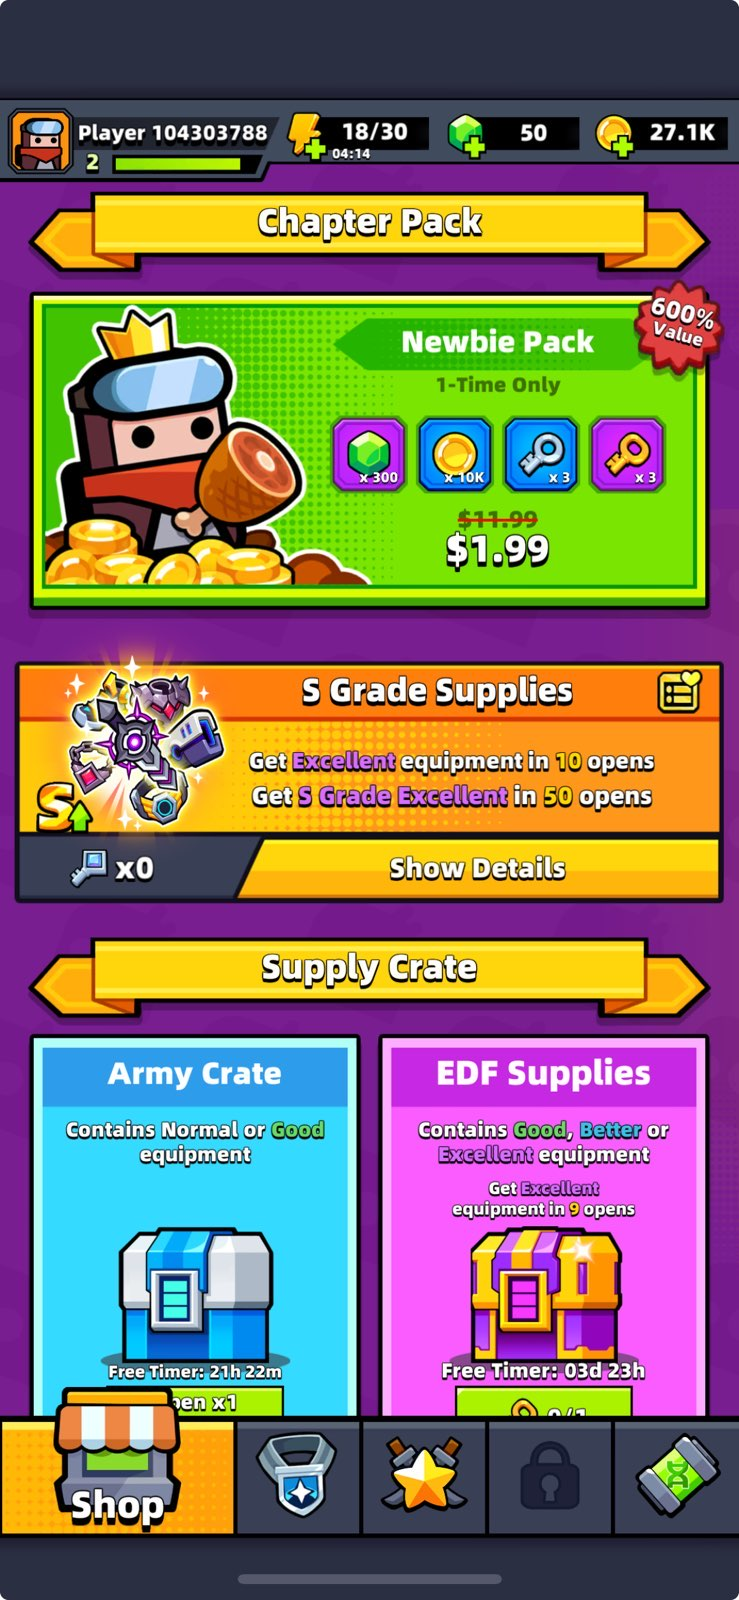 Player 104303788
2
18/30
04:14
50
27.1K
Chapter Pack
600%
Value
Newbie Pack
1-Time Only
x 300
x 10K
x 3
x 3
$11.99
$1.99
S Grade Supplies
Get Excellent equipment in 10 opens
Get S Grade Excellent in 50 opens
S
x0
Show Details
Supply Crate
Army Crate
Contains Normal or Good
equipment
Free Timer: 21h 22m
pen x1
EDF Supplies
Contains Good, Better or
Excellent equipment
Get Excellent
equipment in 9 opens
Free Timer: 03d 23h
0/1
Shop